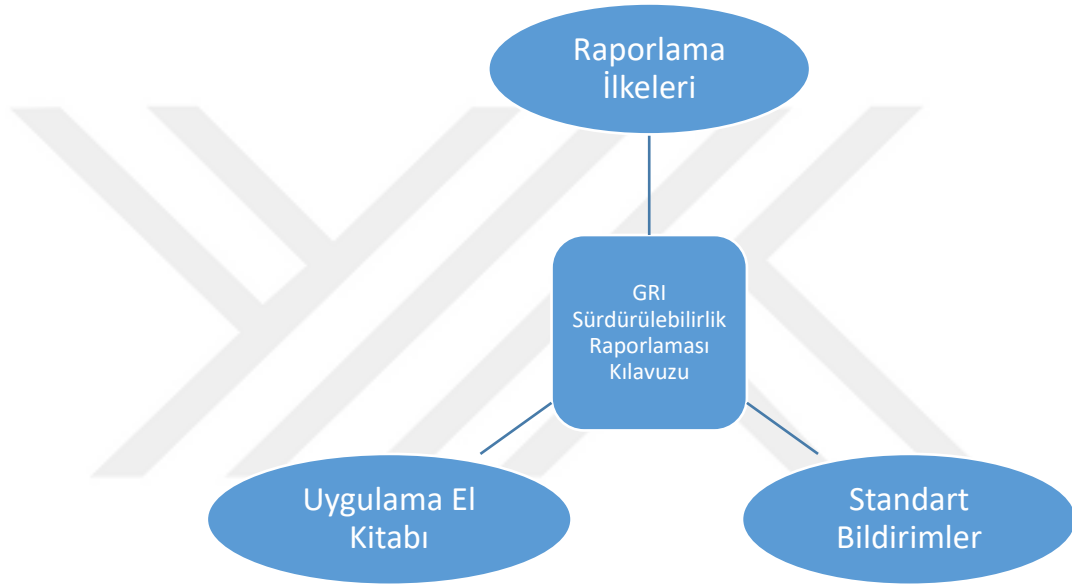 Raporlama
İlkeleri
GRI
Sürdürülebilirlik
Raporlaması
Kılavuzu
Uygulama El
Kitabı
Standart
Bildirimler